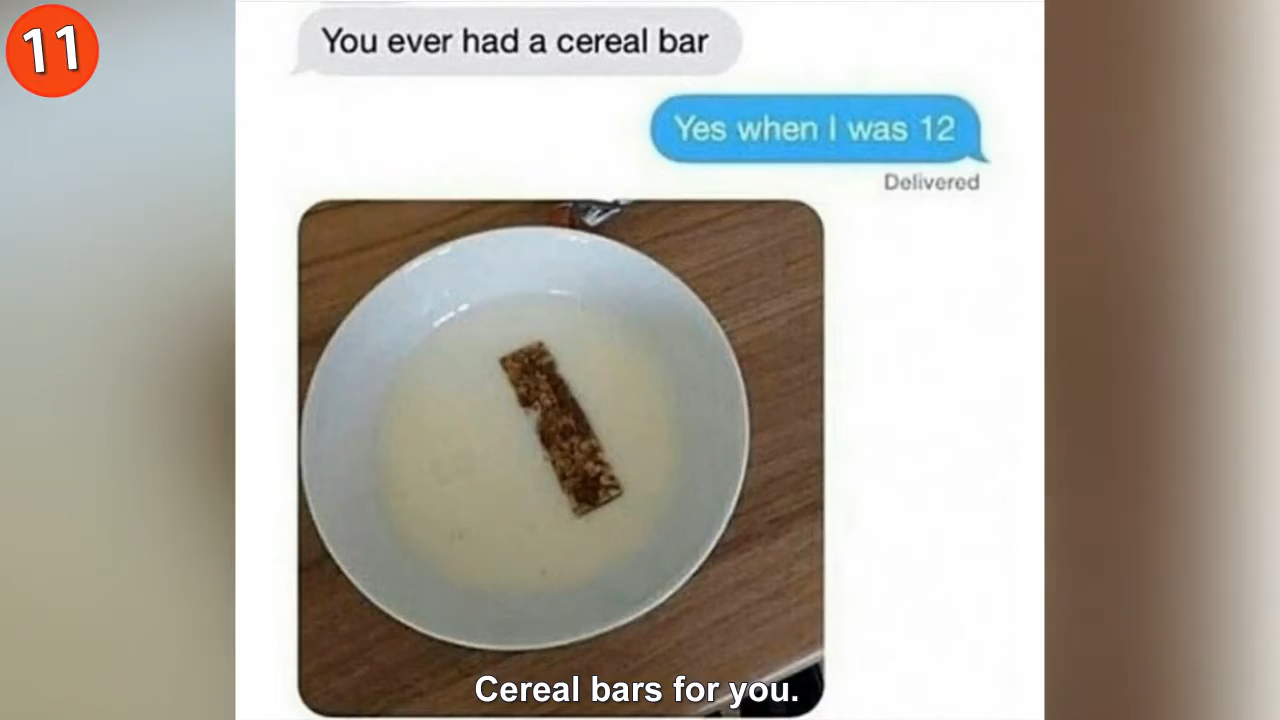 11
You ever had a cereal bar
Yes when I was 12
Delivered
Cereal bars for you.